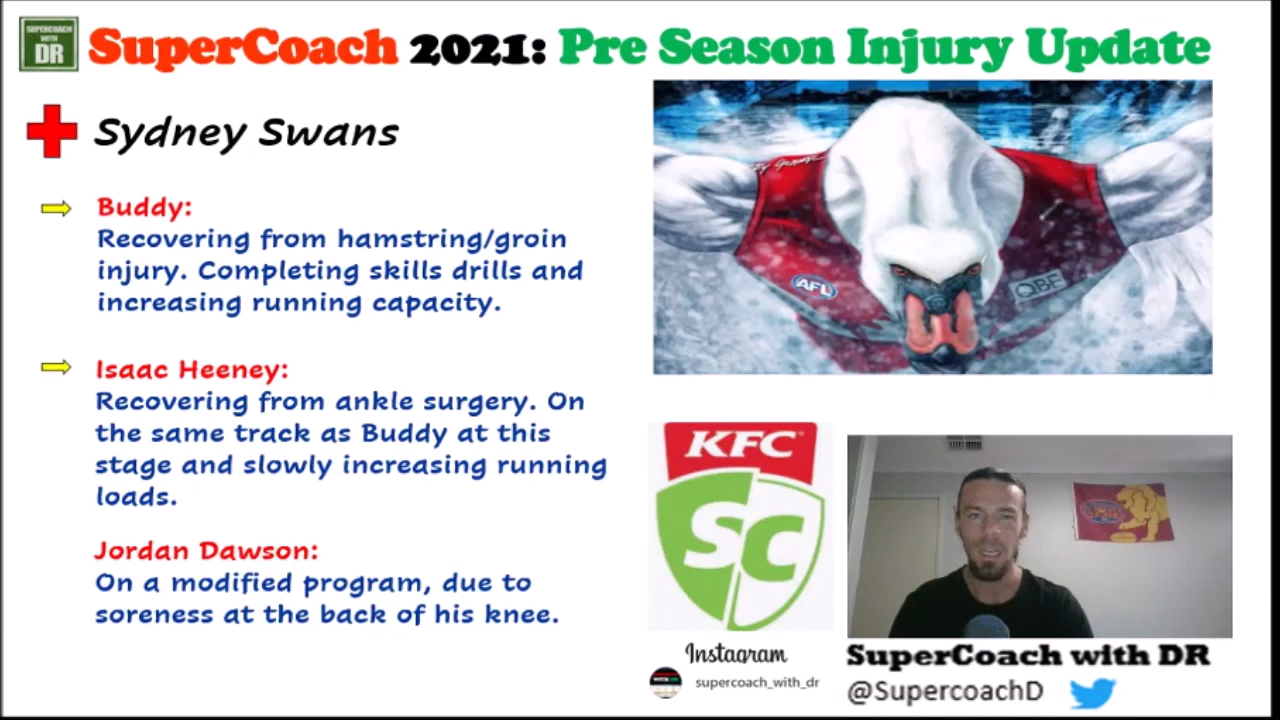 SUPERCOACH
WITH
DR
SuperCoach 2021: Pre Season Injury Update
Sydney Swans
Buddy:
Recovering from hamstring/groin
injury. Completing skills drills and
increasing running capacity.
Isaac Heeney:
Recovering from ankle surgery. On
the same track as Buddy at this
stage and slowly increasing running
loads.
Jordan Dawson:
On a modified program, due to
soreness at the back of his knee.
AFL
QBE
KFC
SC
Instagram
supercoach_with_dr
SuperCoach with DR
@SupercoachD